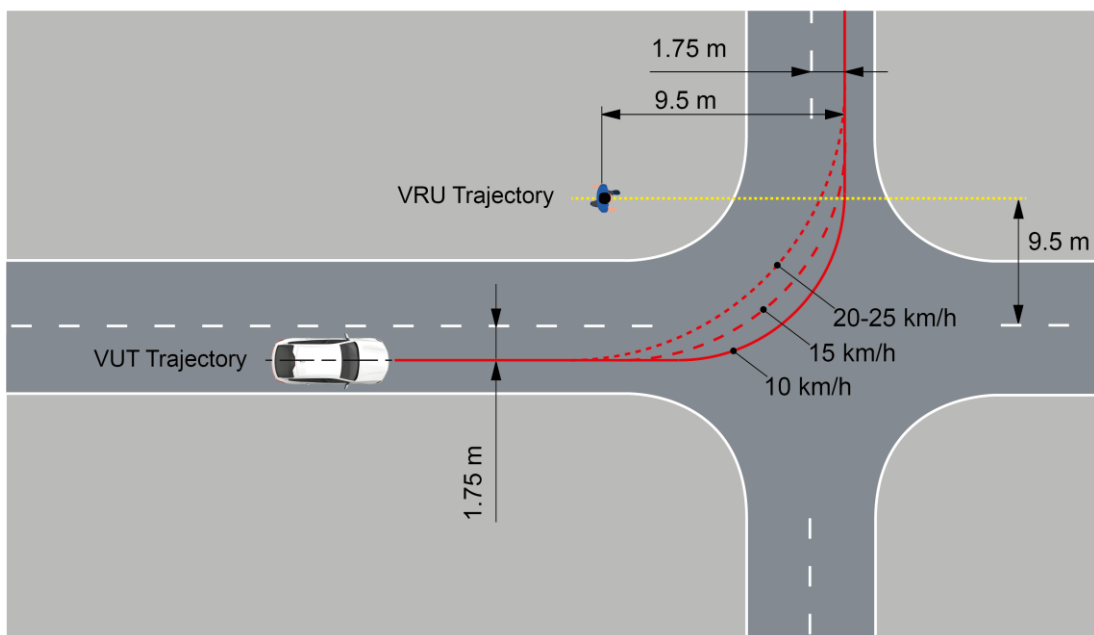 1.75 m
9.5 m
VRU Trajectory
9.5 m
20-25 km/h
VUT Trajectory
15 km/h
10 km/h
1.75 m